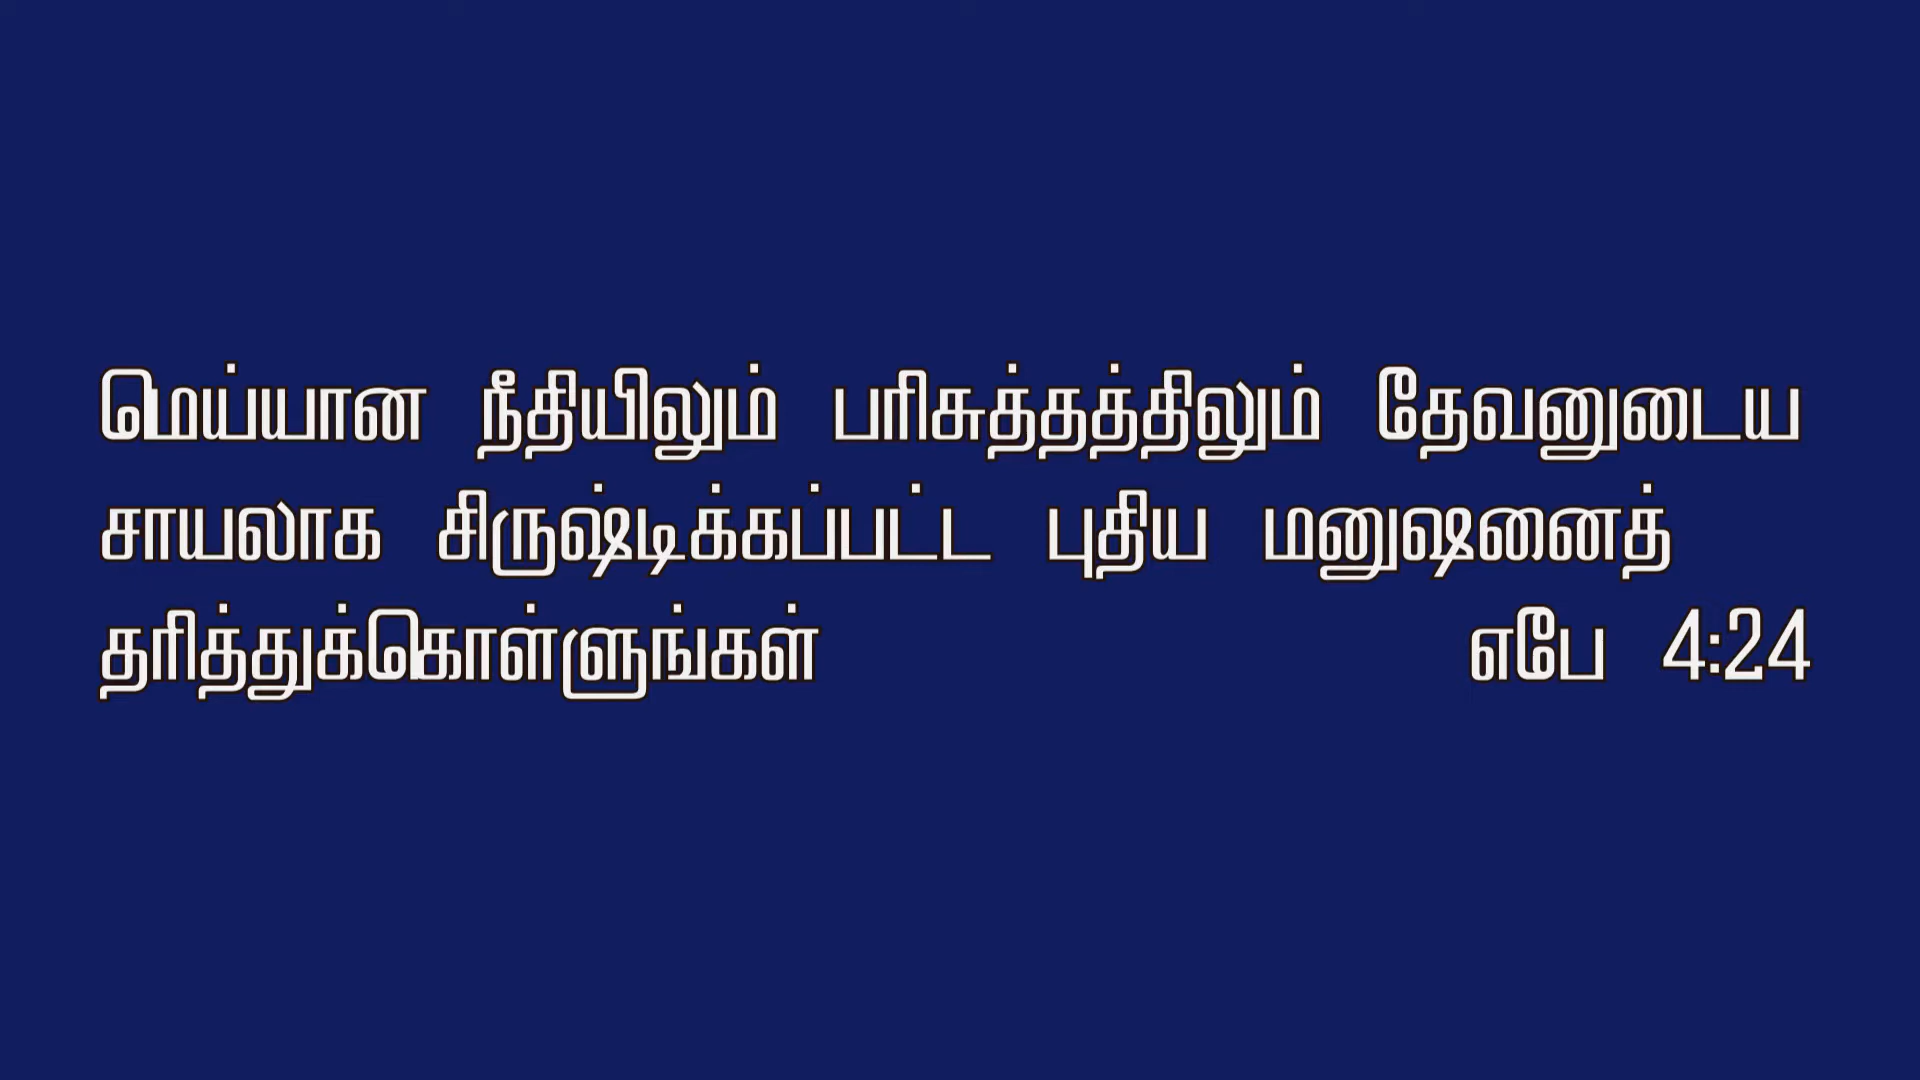 மெய்யான நீதியிலும் பரிசுத்தத்திலும் தேவனுடைய
சாயலாக சிருஷ்டிக்கப்பட்ட புதிய மனுஷனைத்
தரித்துக்கொள்ளுங்கள் எபே 4:24